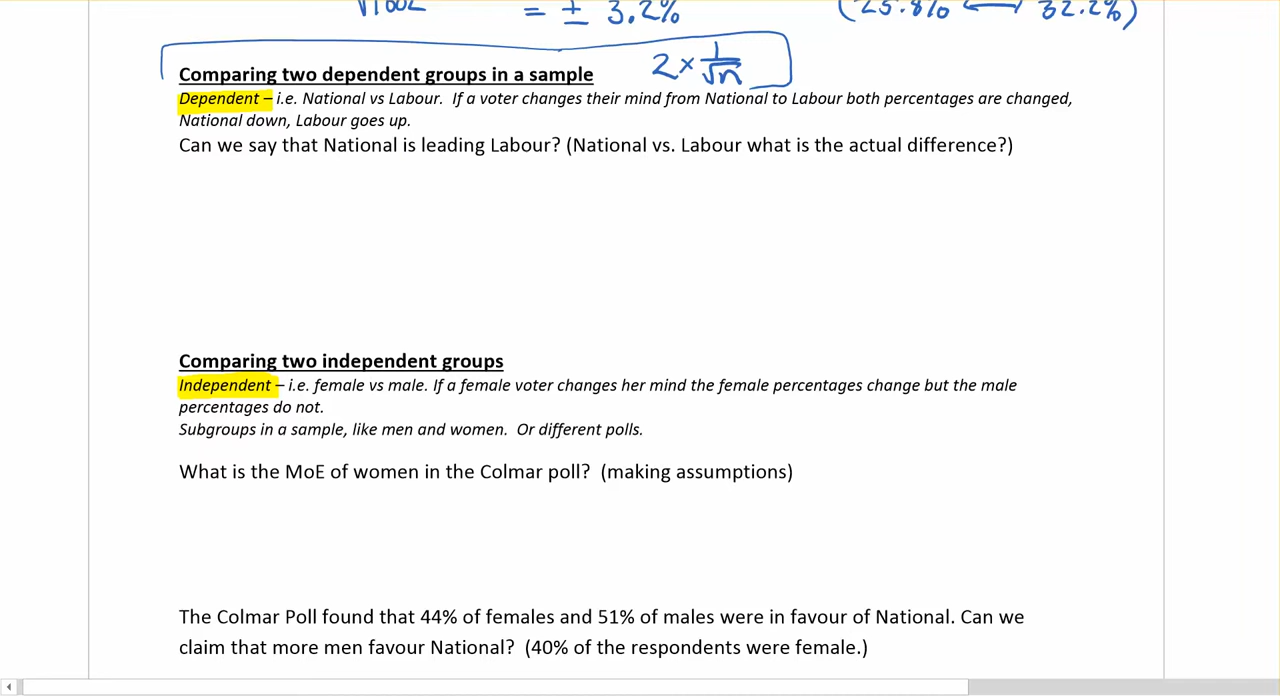 √1002 = ± 3.2% (25.8% ⟷ 32.2%)
Comparing two dependent groups in a sample 2 × 1/√n
Dependent – i.e. National vs Labour. If a voter changes their mind from National to Labour both percentages are changed,
National down, Labour goes up.
Can we say that National is leading Labour? (National vs. Labour what is the actual difference?)
Comparing two independent groups
Independent – i.e. female vs male. If a female voter changes her mind the female percentages change but the male
percentages do not.
Subgroups in a sample, like men and women. Or different polls.
What is the MoE of women in the Colmar poll? (making assumptions)
The Colmar Poll found that 44% of females and 51% of males were in favour of National. Can we
claim that more men favour National? (40% of the respondents were female.)